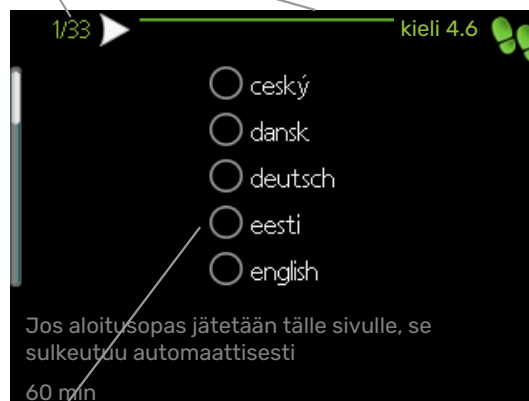 1/33
kieli 4.6
ceský
dansk
deutsch
eesti
english
Jos aloitusopas jätetään tälle sivulle, se
sulkeutuu automaattisesti
60 min